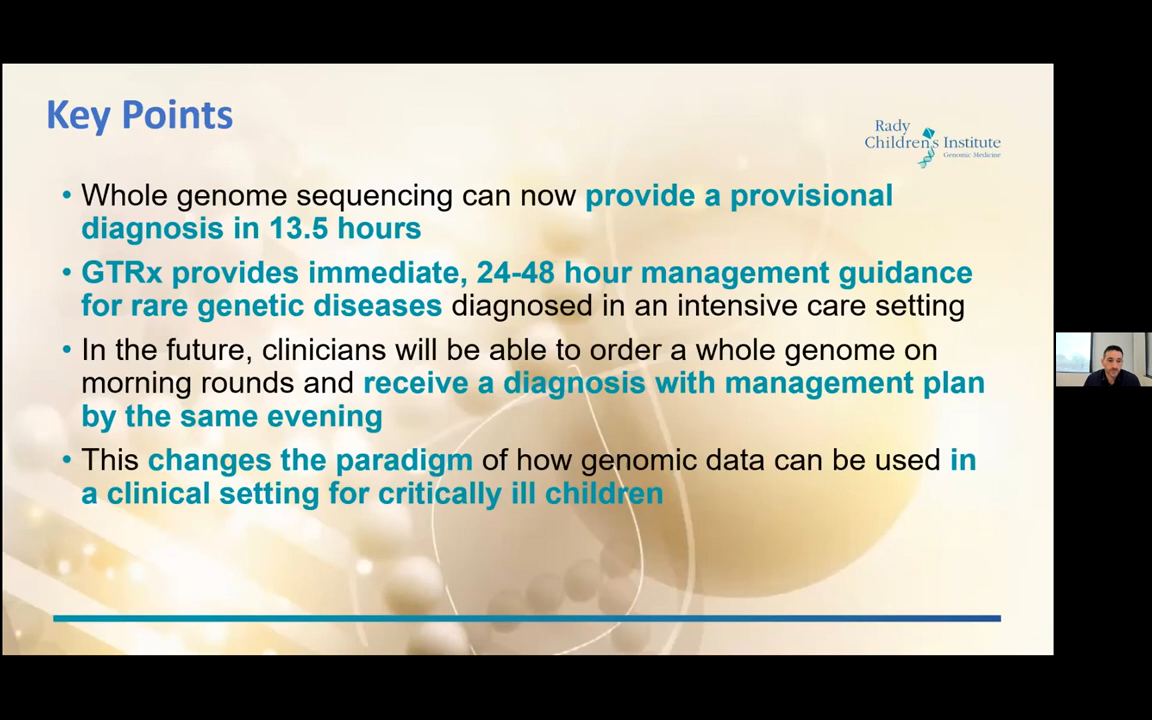 Key Points
Rady
Children's Institute
Genomic Medicine
• Whole genome sequencing can now provide a provisional
diagnosis in 13.5 hours
• GTRx provides immediate, 24-48 hour management guidance
for rare genetic diseases diagnosed in an intensive care setting
• In the future, clinicians will be able to order a whole genome on
morning rounds and receive a diagnosis with management plan
by the same evening
• This changes the paradigm of how genomic data can be used in
a clinical setting for critically ill children